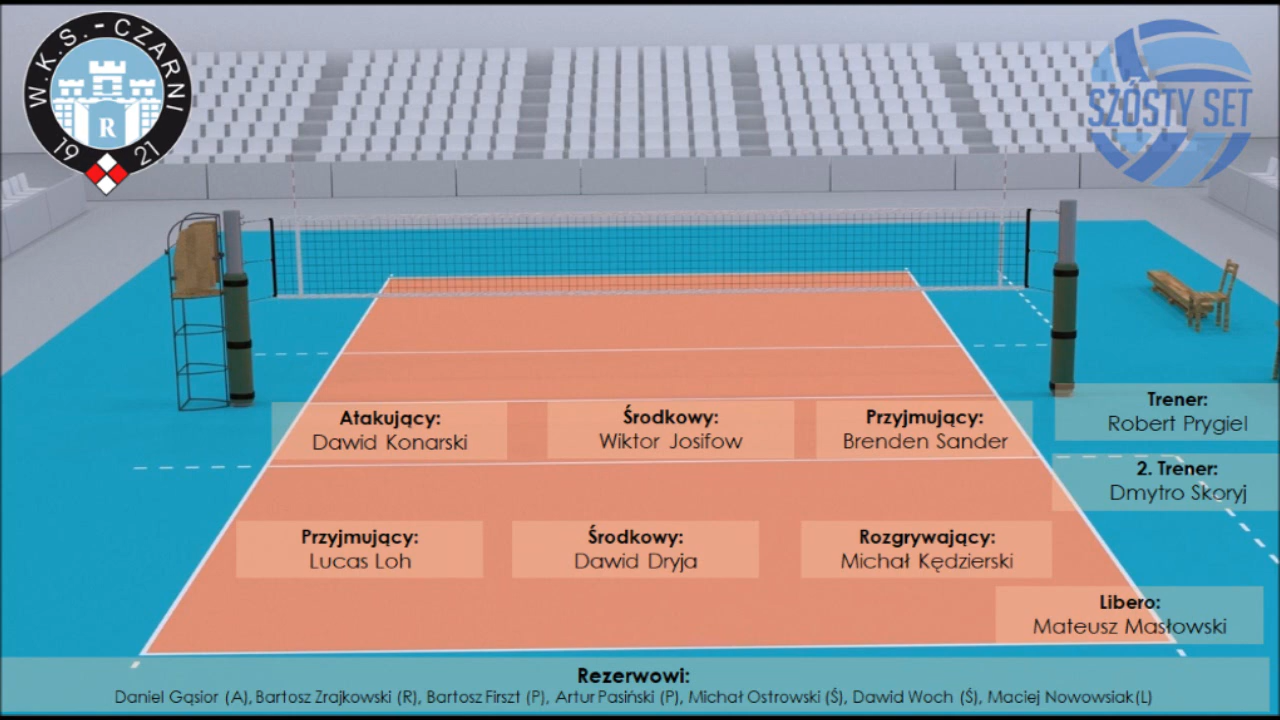 W.K.S.-CZARNI
R
19 21
SZÓSTY SET
Trener:
Robert Prygiel
Atakujący:
Dawid Konarski
Środkowy:
Wiktor Josifow
Przyjmujący:
Brenden Sander
2. Trener:
Dmytro Skoryj
Przyjmujący:
Lucas Loh
Środkowy:
Dawid Dryja
Rozgrywający:
Michał Kędzierski
Libero:
Mateusz Masłowski
Rezerwowi:
Daniel Gąsior (A), Bartosz Zrajkowski (R), Bartosz Firszt (P), Artur Pasiński (P), Michał Ostrowski (Ś), Dawid Woch (Ś), Maciej Nowowsiak(L)